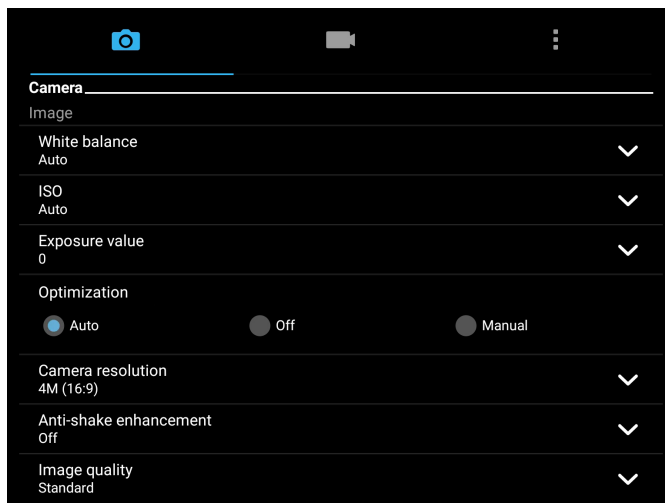 Camera
Image
White balance
Auto
ISO
Auto
Exposure value
0
Optimization
Auto Off Manual
Camera resolution
4M (16:9)
Anti-shake enhancement
Off
Image quality
Standard